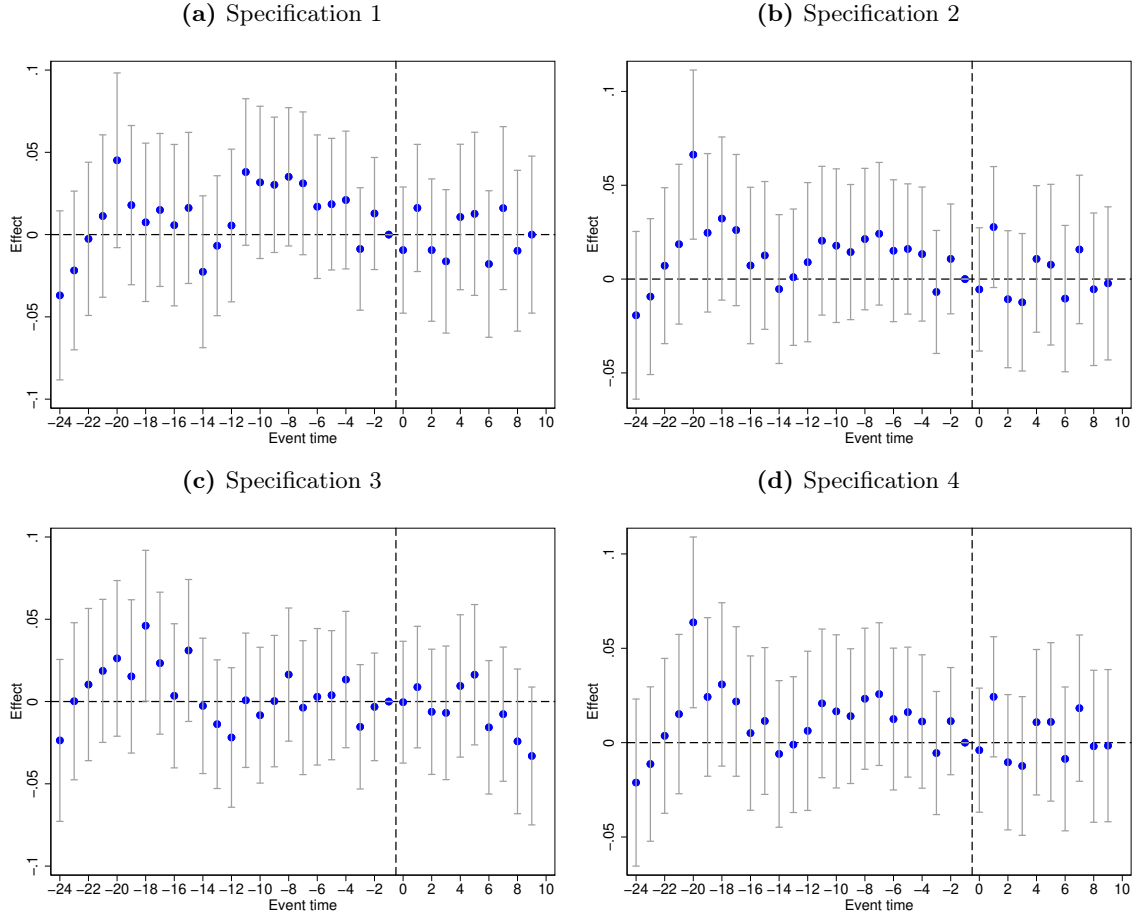 (a) Specification 1
.1
.05
0
-.05
-.1
Effect
-24 -22 -20 -18 -16 -14 -12 -10 -8 -6 -4 -2 0 2 4 6 8 10
Event time
(b) Specification 2
.1
.05
0
-.05
Effect
-24 -22 -20 -18 -16 -14 -12 -10 -8 -6 -4 -2 0 2 4 6 8 10
Event time
(c) Specification 3
.1
.05
0
-.05
-.1
Effect
-24 -22 -20 -18 -16 -14 -12 -10 -8 -6 -4 -2 0 2 4 6 8 10
Event time
(d) Specification 4
.1
.05
0
-.05
Effect
-24 -22 -20 -18 -16 -14 -12 -10 -8 -6 -4 -2 0 2 4 6 8 10
Event time